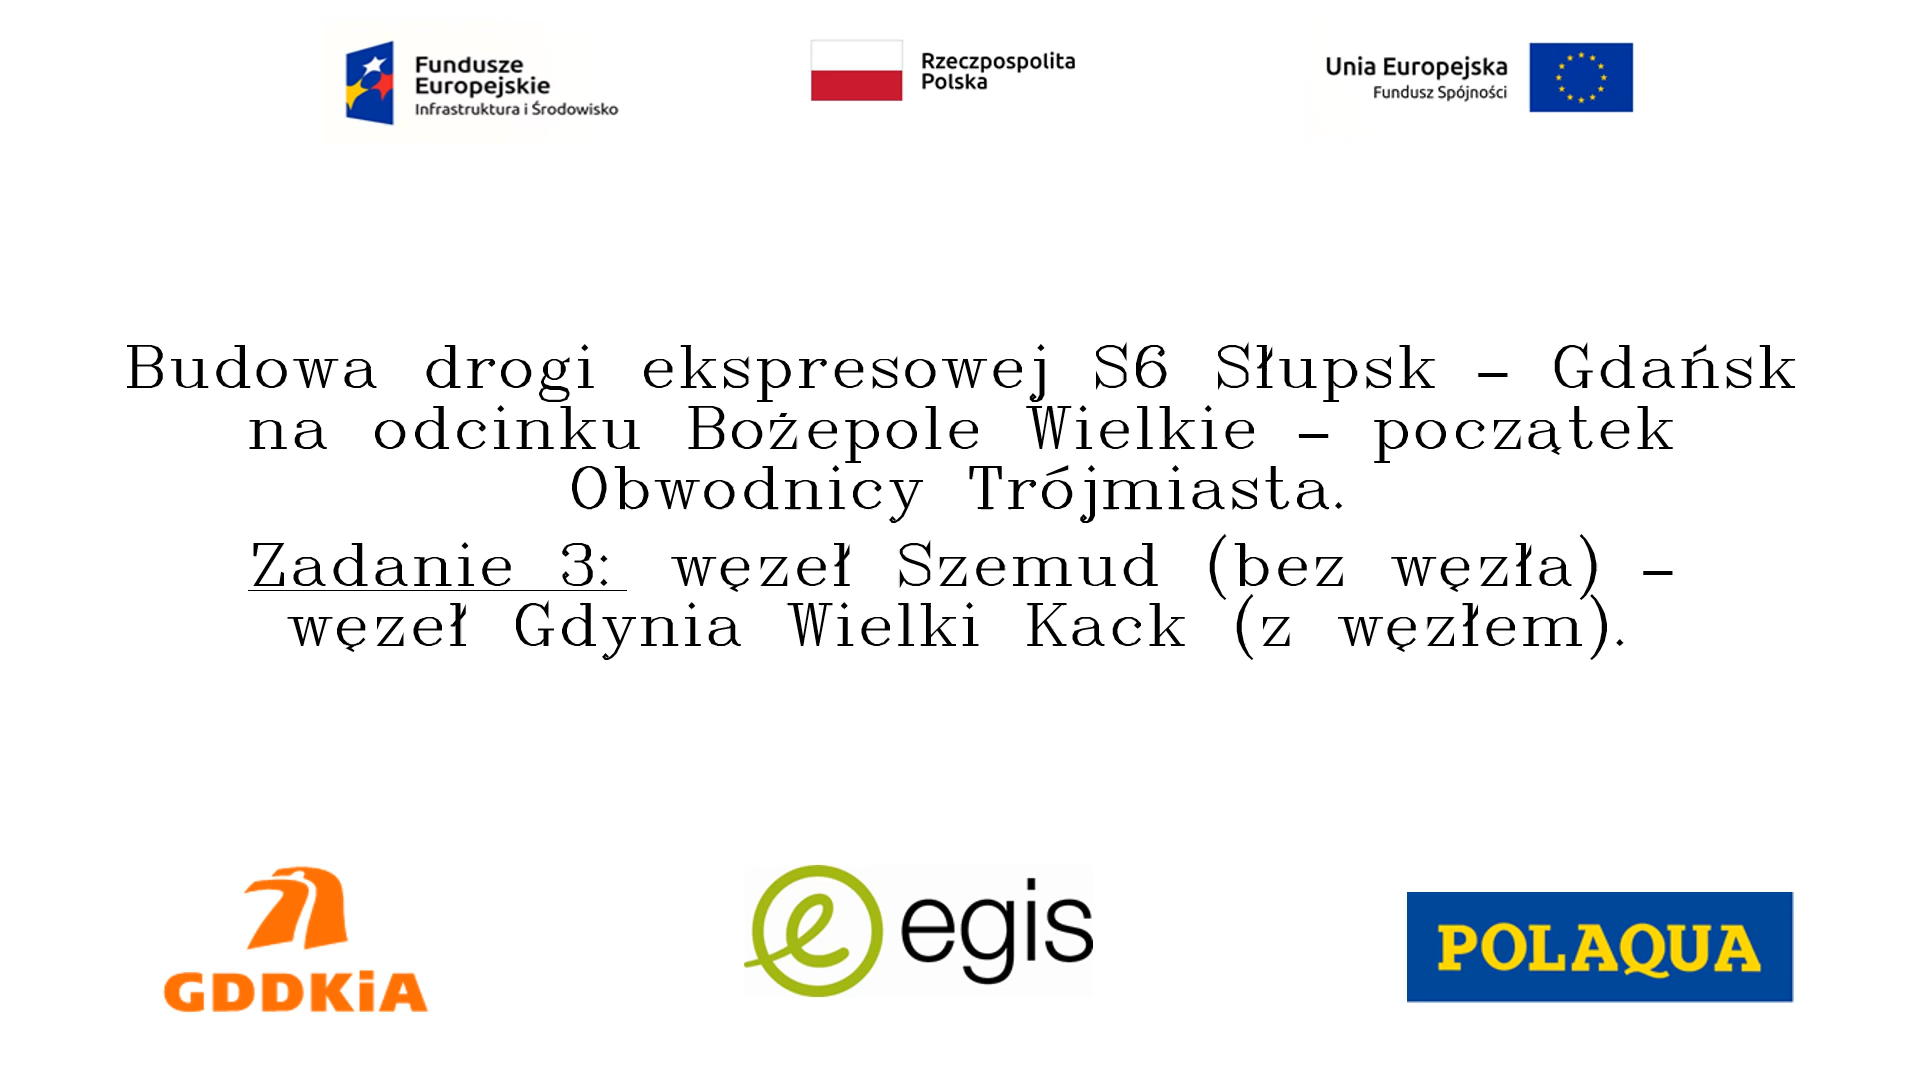 Fundusze
Europejskie
Infrastruktura i Środowisko
Rzeczpospolita
Polska
Unia Europejska
Fundusz Spójności
Budowa drogi ekspresowej S6 Słupsk – Gdańsk
na odcinku Bożepole Wielkie – początek
Obwodnicy Trójmiasta.
Zadanie 3: węzeł Szemud (bez węzła) –
węzeł Gdynia Wielki Kack (z węzłem).
GDDKiA
e egis
POLAQUA